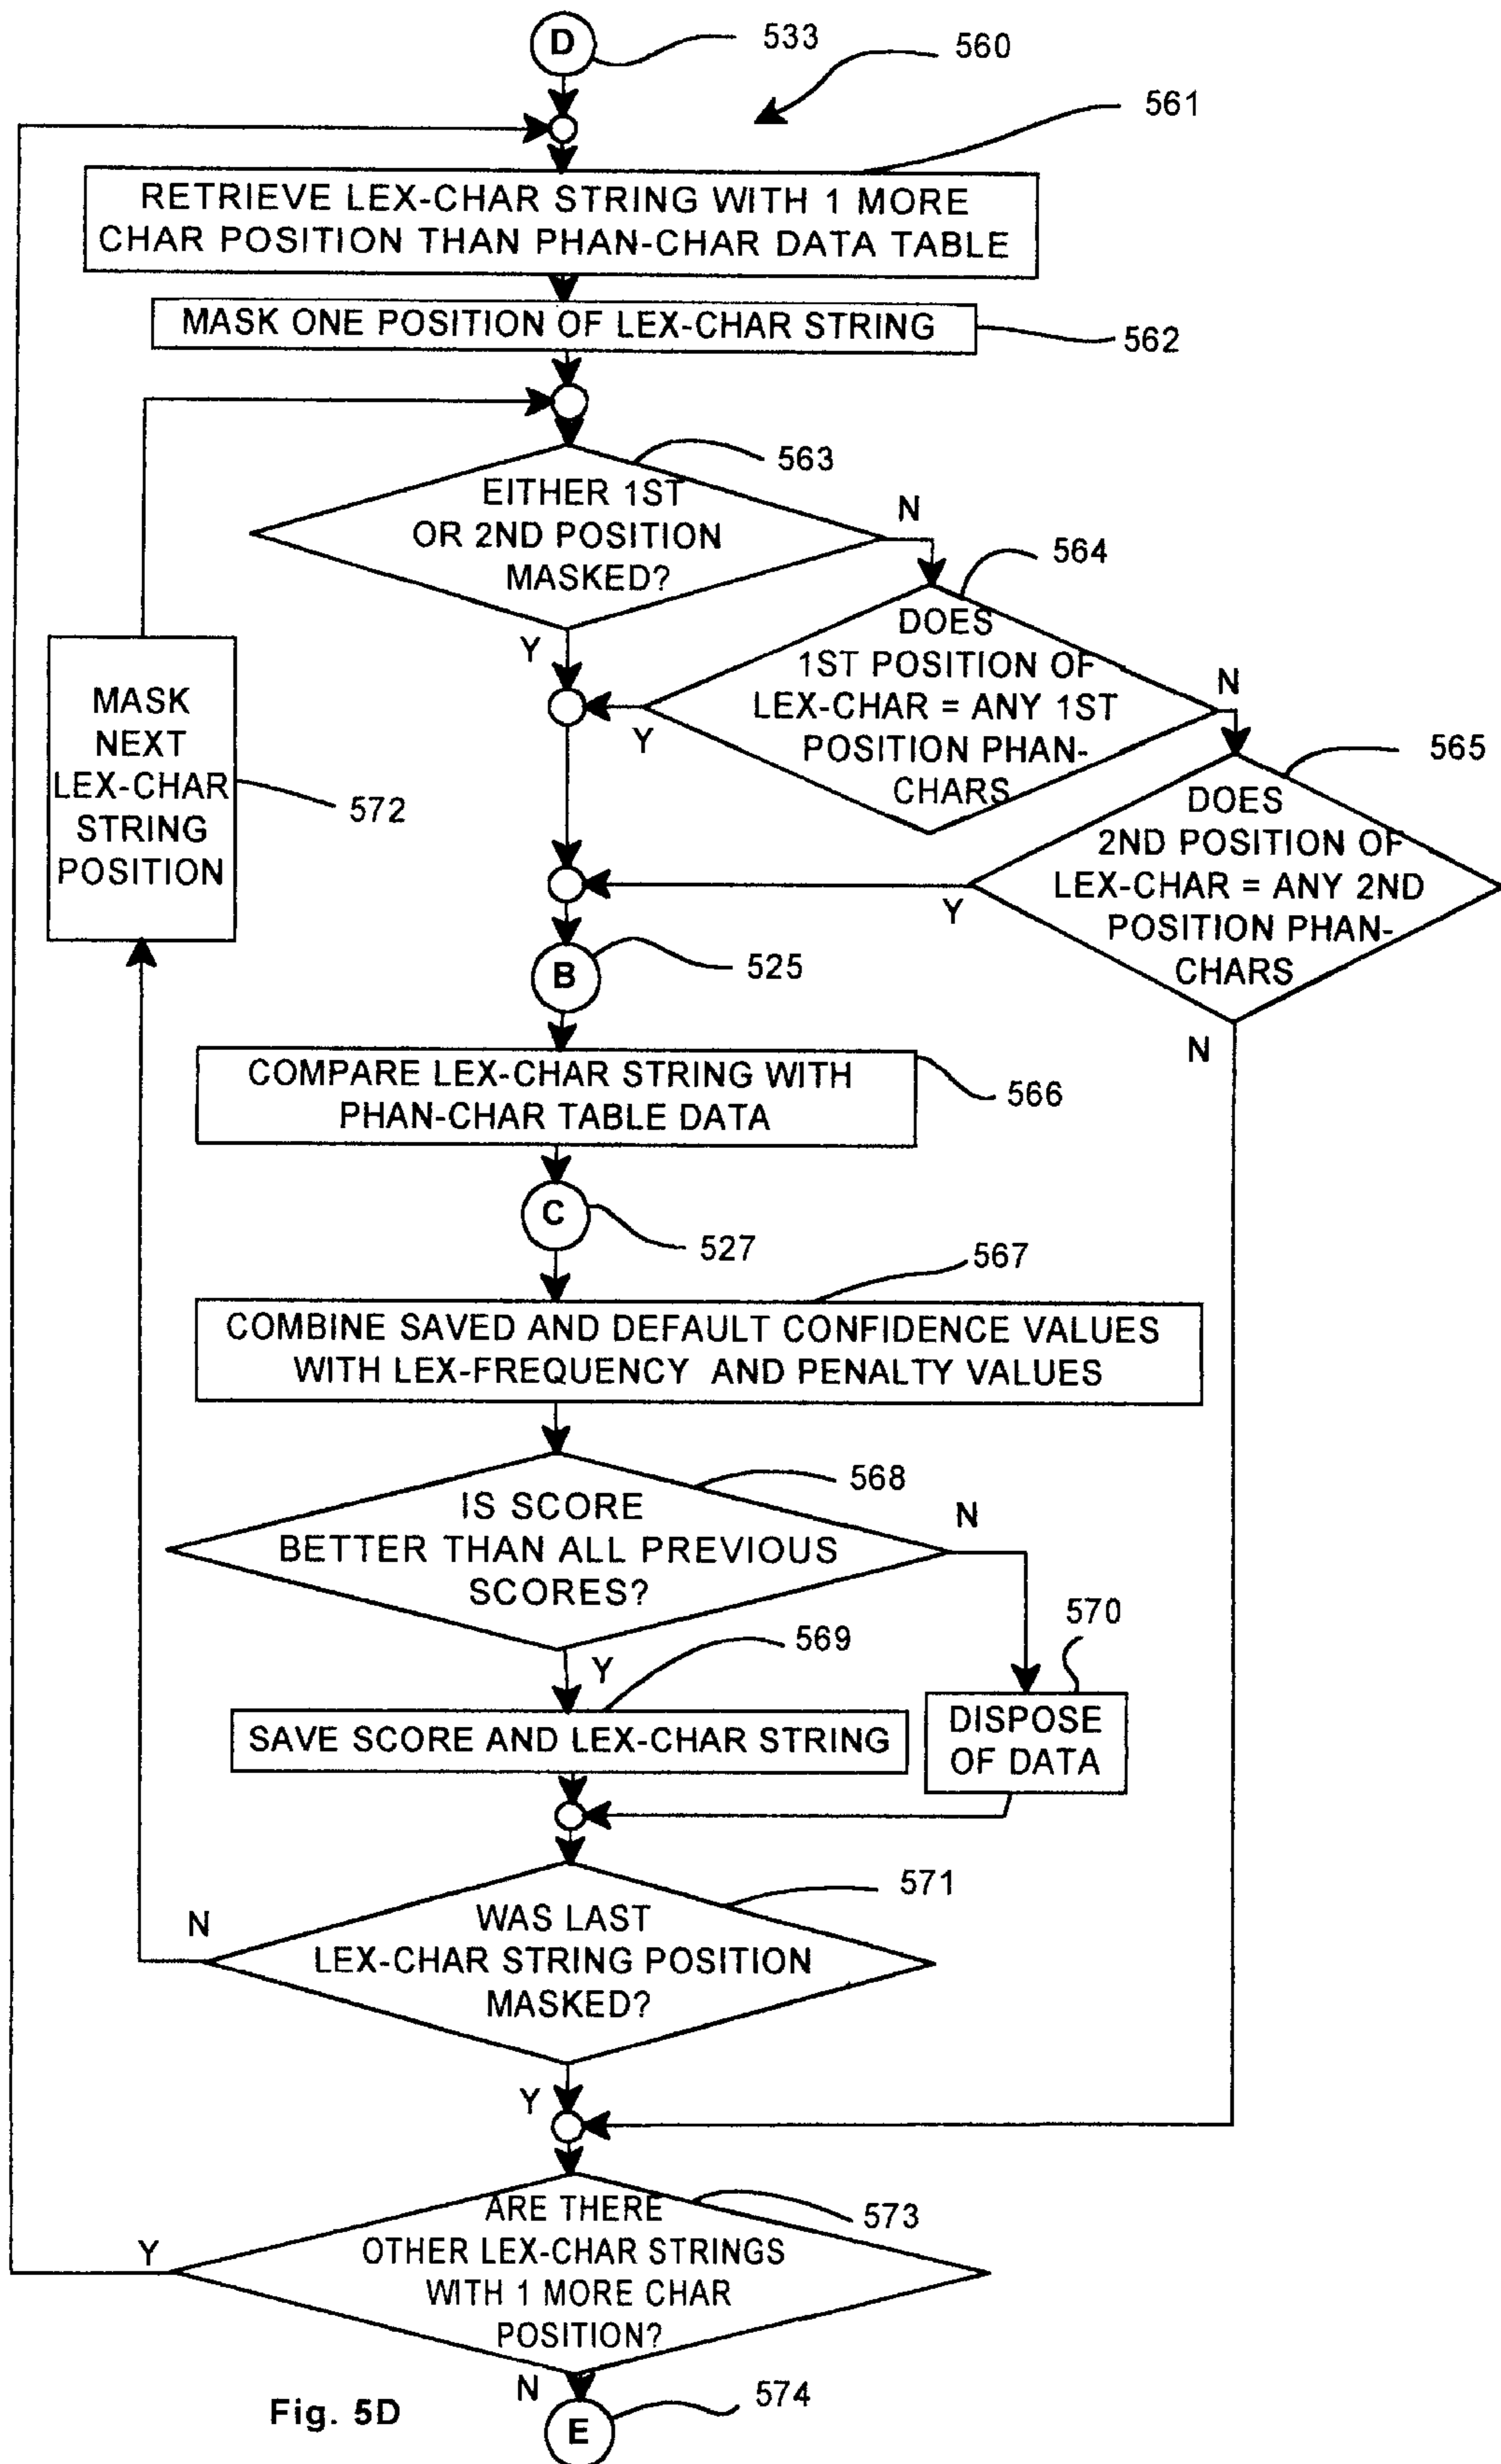 D
533
560
561
RETRIEVE LEX-CHAR STRING WITH 1 MORE
CHAR POSITION THAN PHAN-CHAR DATA TABLE
MASK ONE POSITION OF LEX-CHAR STRING
562
563
EITHER 1ST
OR 2ND POSITION
MASKED?
N
Y
564
DOES
1ST POSITION OF
LEX-CHAR = ANY 1ST
POSITION PHAN-
CHARS
Y
N
565
DOES
2ND POSITION OF
LEX-CHAR = ANY 2ND
POSITION PHAN-
CHARS
Y
N
MASK
NEXT
LEX-CHAR
STRING
POSITION
572
B
525
COMPARE LEX-CHAR STRING WITH
PHAN-CHAR TABLE DATA
566
C
527
567
COMBINE SAVED AND DEFAULT CONFIDENCE VALUES
WITH LEX-FREQUENCY AND PENALTY VALUES
568
IS SCORE
BETTER THAN ALL PREVIOUS
SCORES?
N
Y
569
570
SAVE SCORE AND LEX-CHAR STRING
DISPOSE
OF DATA
571
WAS LAST
LEX-CHAR STRING POSITION
MASKED?
N
Y
573
ARE THERE
OTHER LEX-CHAR STRINGS
WITH 1 MORE CHAR
POSITION?
Y
N
574
E
Fig. 5D